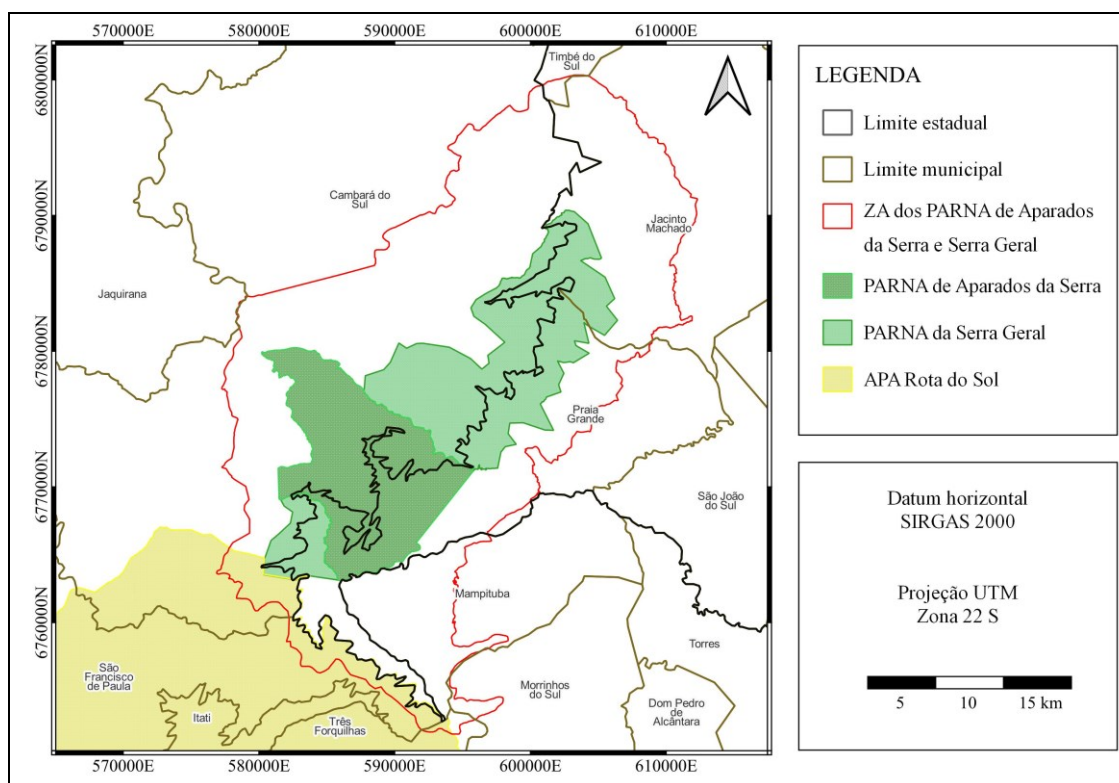 570000E 580000E 590000E 600000E 610000E
6800000N
6790000N
6780000N
6770000N
6760000N
Timbé do
Sul
Cambará do
Sul
Jacinto
Machado
Jaquirana
Praia
Grande
São João
do Sul
Mampituba
Torres
São
Francisco
de Paula
Itati
Três
Forquilhas
Morrinhos
do Sul
Dom Pedro
de
Alcântara
570000E 580000E 590000E 600000E 610000E
LEGENDA
Limite estadual
Limite municipal
ZA dos PARNA de Aparados
da Serra e Serra Geral
PARNA de Aparados da Serra
PARNA da Serra Geral
APA Rota do Sol
Datum horizontal
SIRGAS 2000
Projeção UTM
Zona 22 S
5 10 15 km